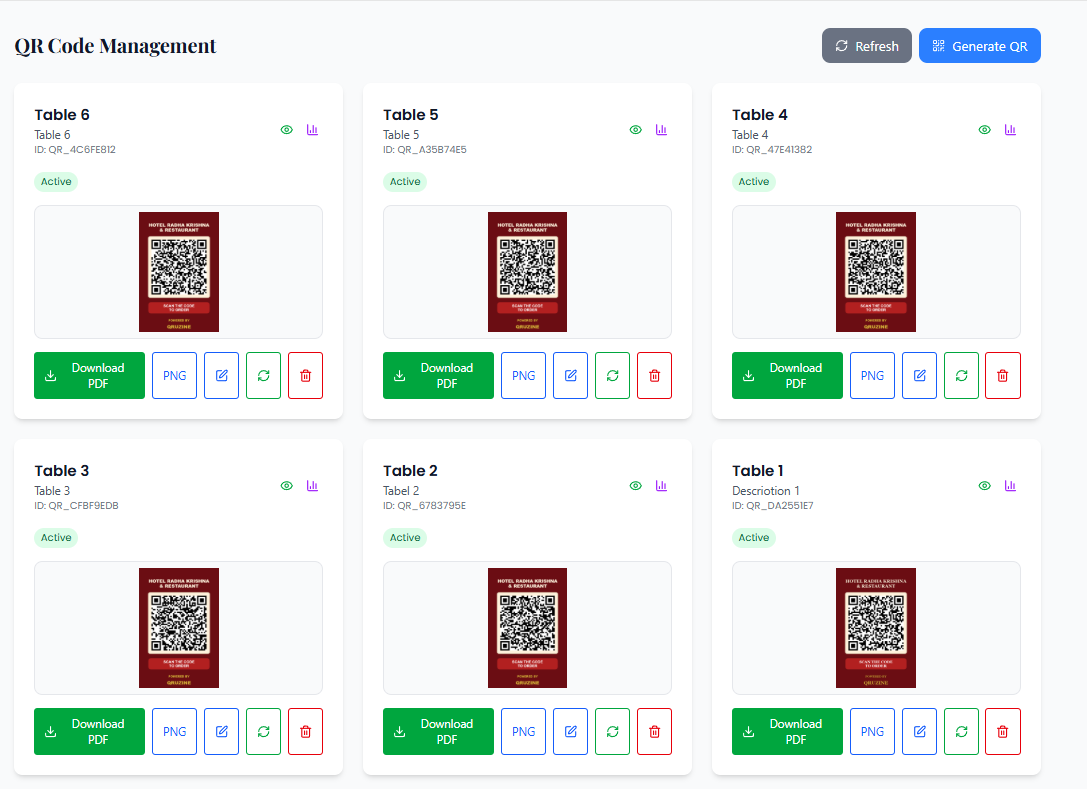 QR Code Management
Refresh
Generate QR
Table 6
Table 6
ID: QR_4C6FE812
Active
HOTEL RADHA KRISHNA
& RESTAURANT
SCAN THE CODE
TO ORDER
POWERED BY
QRUZINE
Download
PDF
PNG
Table 5
Table 5
ID: QR_A35B74E5
Active
HOTEL RADHA KRISHNA
& RESTAURANT
SCAN THE CODE
TO ORDER
POWERED BY
QRUZINE
Download
PDF
PNG
Table 4
Table 4
ID: QR_47E41382
Active
HOTEL RADHA KRISHNA
& RESTAURANT
SCAN THE CODE
TO ORDER
POWERED BY
QRUZINE
Download
PDF
PNG
Table 3
Table 3
ID: QR_CFBF9EDB
Active
HOTEL RADHA KRISHNA
& RESTAURANT
SCAN THE CODE
TO ORDER
POWERED BY
QRUZINE
Download
PDF
PNG
Table 2
Tabel 2
ID: QR_6783795E
Active
HOTEL RADHA KRISHNA
& RESTAURANT
SCAN THE CODE
TO ORDER
POWERED BY
QRUZINE
Download
PDF
PNG
Table 1
Descriotion 1
ID: QR_DA2551E7
Active
HOTEL RADHA KRISHNA
& RESTAURANT
SCAN THE CODE
TO ORDER
POWERED BY
QRUZINE
Download
PDF
PNG